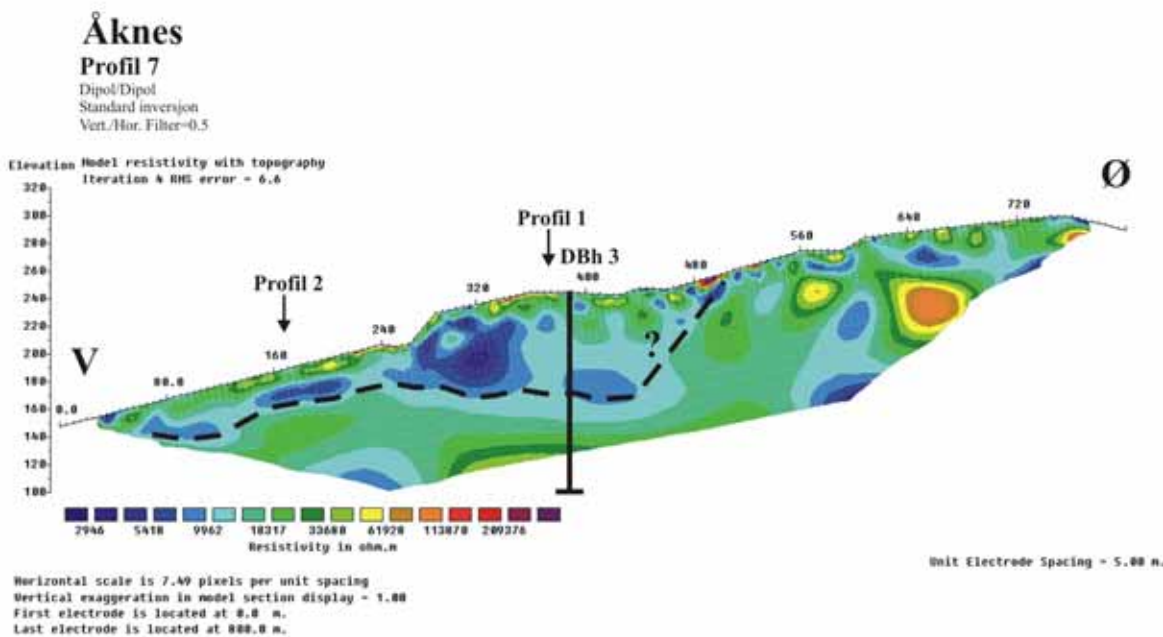 Åknes
Profil 7
Dipol/Dipol
Standard inversjon
Vert./Hor. Filter=0.5
Elevation Model resistivity with topography
Iteration 4 RMS error = 6.6
320
300
280
260
240
220
200
180
160
140
120
100
V
Ø
Profil 2
Profil 1
DBh 3
?
0.0
80.0
160
240
320
400
480
560
640
720
2946 5418 9962 18317 33680 61928 113870 209376
Resistivity in ohm.m
Unit Electrode Spacing = 5.00 m.
Horizontal scale is 7.49 pixels per unit spacing
Vertical exaggeration in model section display = 1.00
First electrode is located at 0.0 m.
Last electrode is located at 800.0 m.